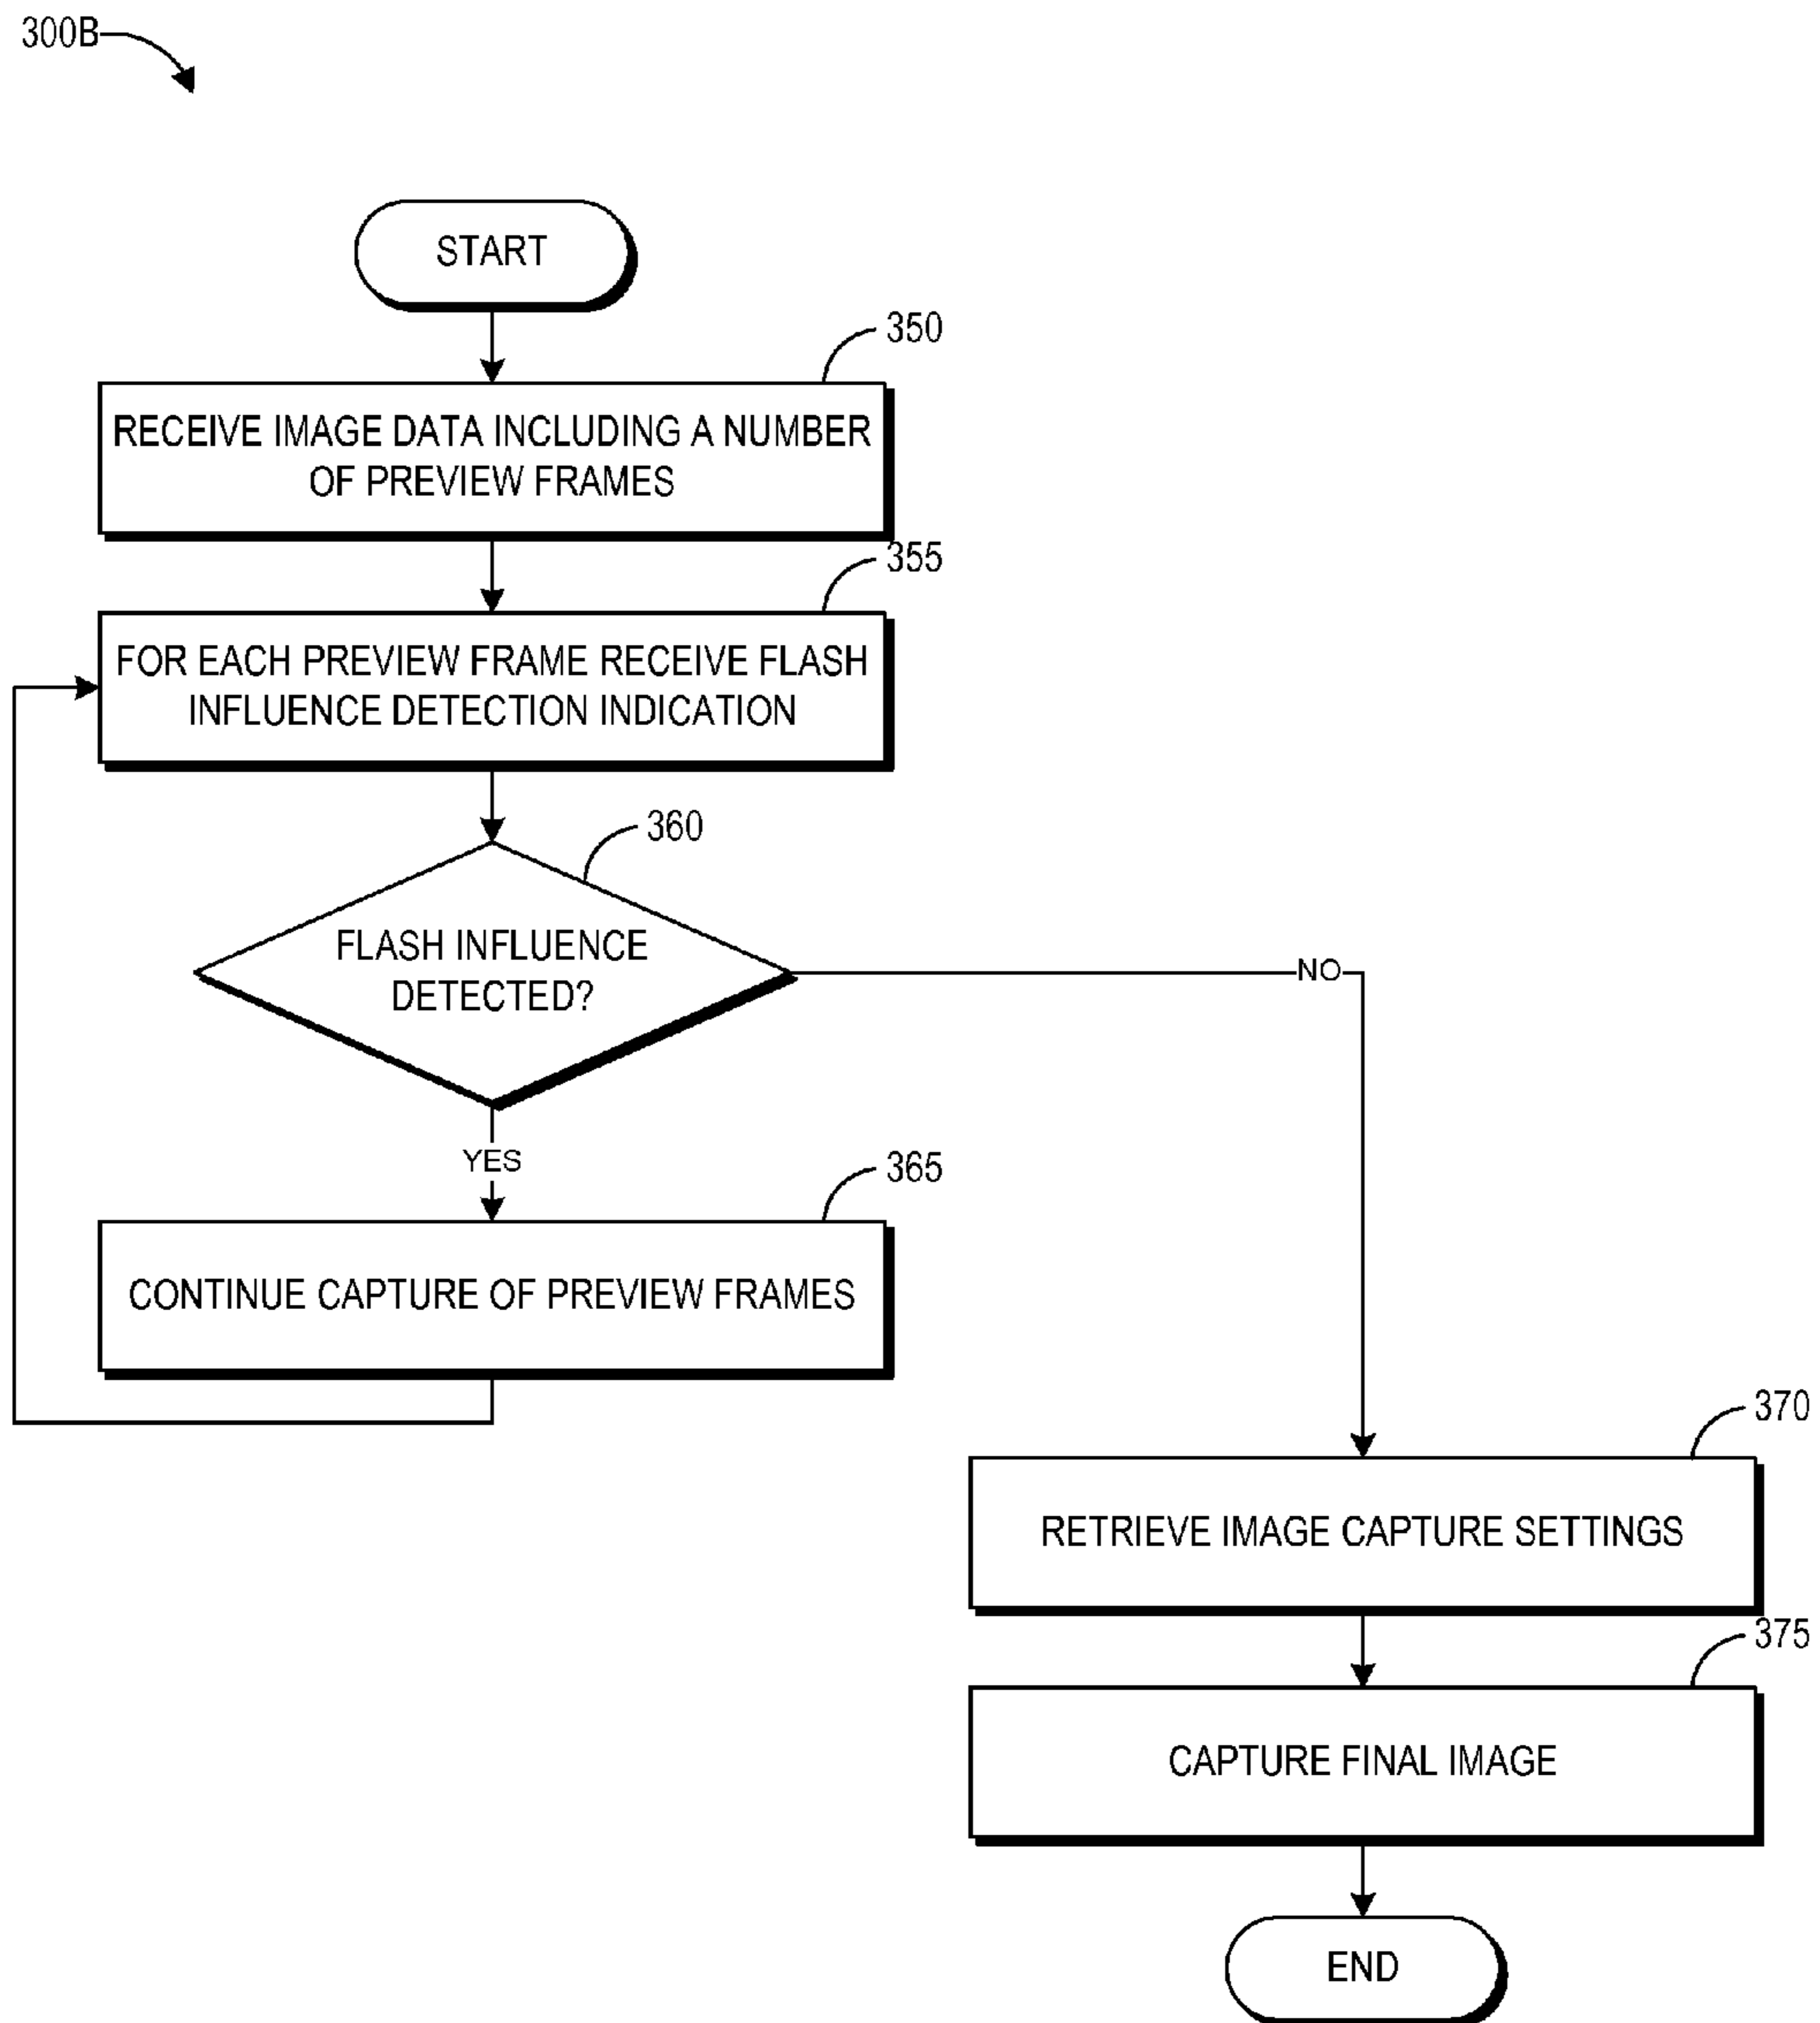 300B
START
350
RECEIVE IMAGE DATA INCLUDING A NUMBER
OF PREVIEW FRAMES
355
FOR EACH PREVIEW FRAME RECEIVE FLASH
INFLUENCE DETECTION INDICATION
360
FLASH INFLUENCE
DETECTED?
NO
YES
365
CONTINUE CAPTURE OF PREVIEW FRAMES
370
RETRIEVE IMAGE CAPTURE SETTINGS
375
CAPTURE FINAL IMAGE
END